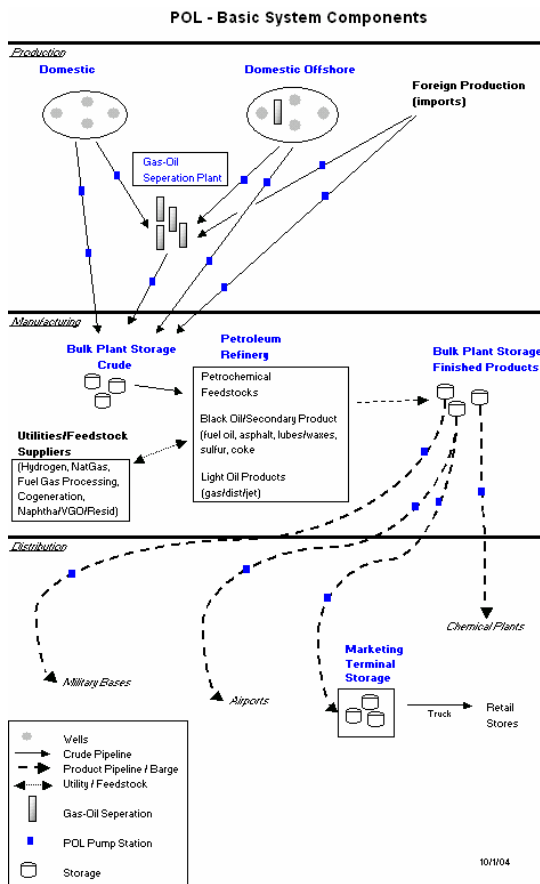 POL - Basic System Components
Production
Domestic
Domestic Offshore
Foreign Production
(imports)
Gas-Oil
Seperation Plant
Manufacturing
Bulk Plant Storage
Crude
Petroleum
Refinery
Bulk Plant Storage
Finished Products
Petrochemical
Feedstocks
Black Oil/Secondary Product
(fuel oil, asphalt, lubes/waxes,
sulfur, coke
Light Oil Products
(gas/dist/jet)
Utilities/Feedstock
Suppliers
(Hydrogen, NatGas,
Fuel Gas Processing,
Cogeneration,
Naphtha/VGO/Resid)
Distribution
Chemical Plants
Military Bases
Airports
Marketing
Terminal
Storage
Truck
Retail
Stores
Wells
Crude Pipeline
Product Pipeline / Barge
Utility / Feedstock
Gas-Oil Seperation
POL Pump Station
Storage
10/1/04